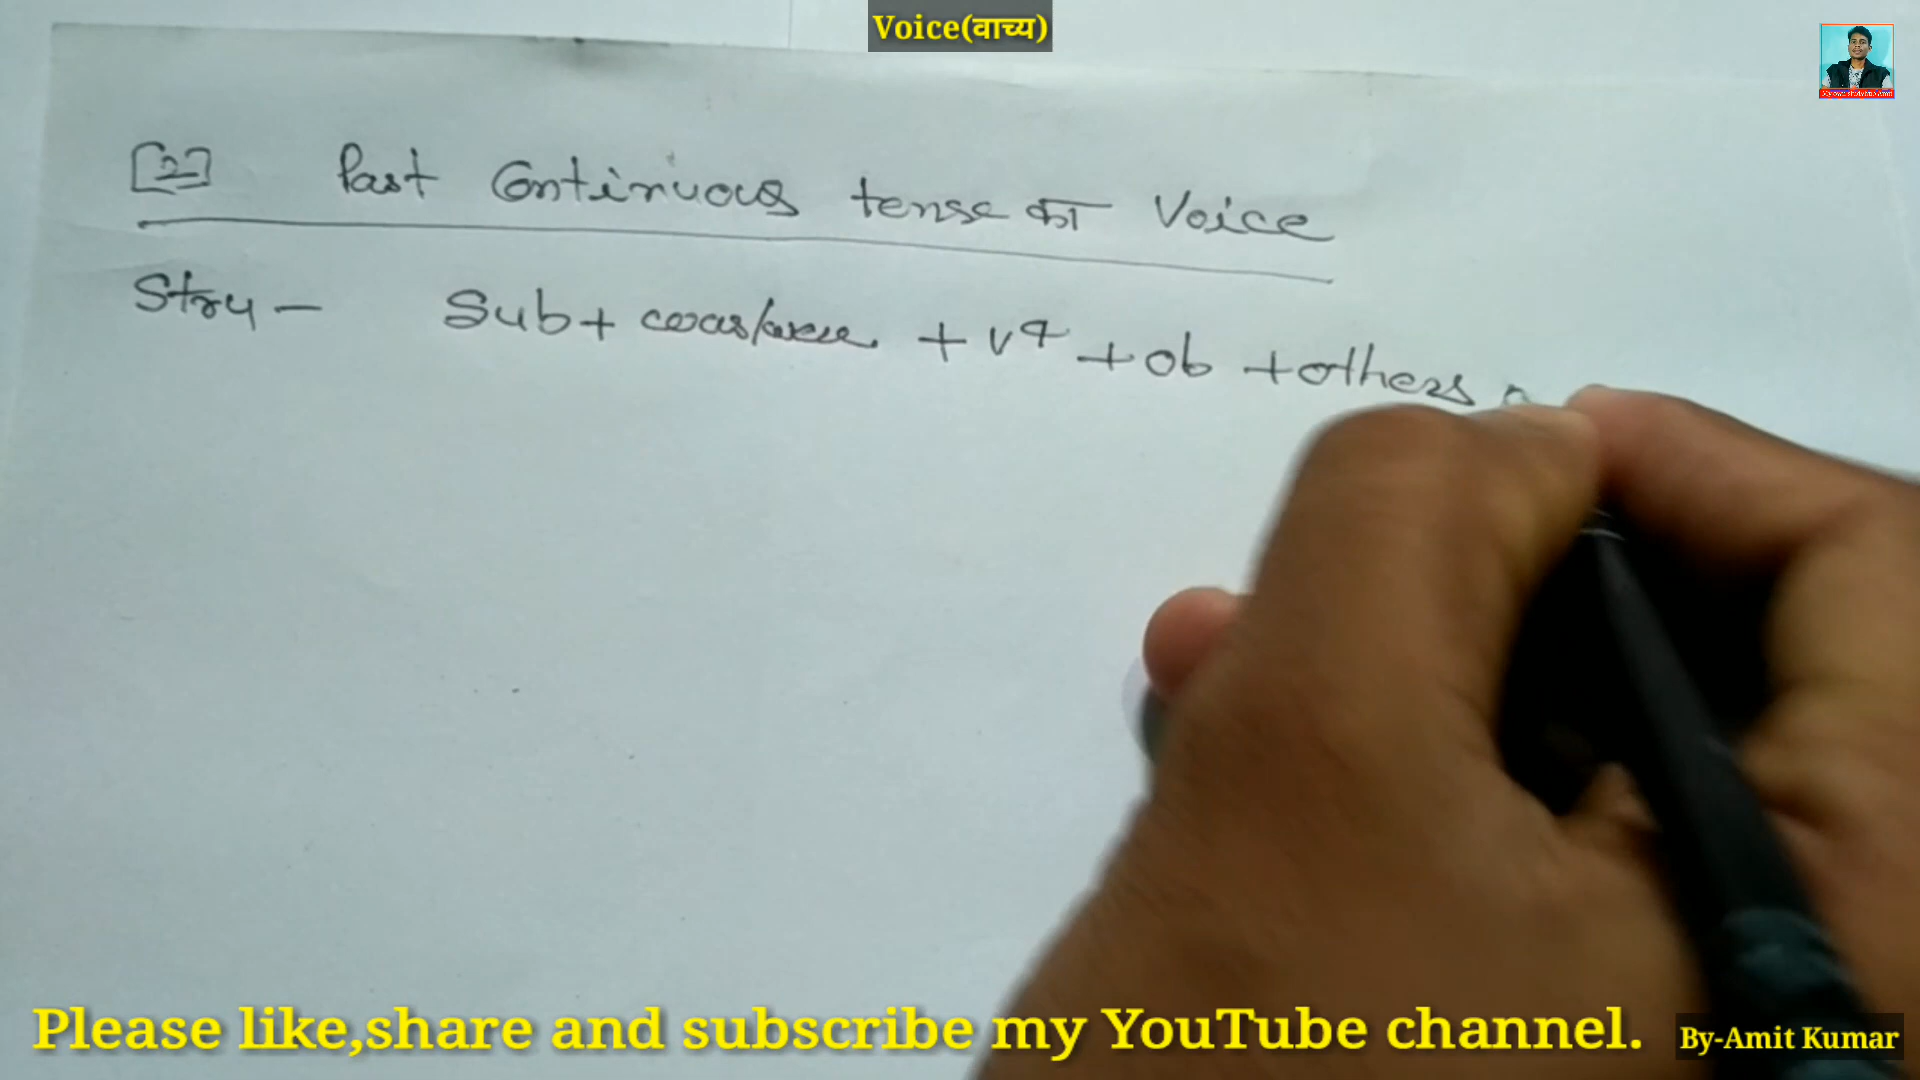 Voice(वाच्य)
[2] Past Continuous tense का Voice
Stru - Sub + was/were + v4 + ob + others
Please like,share and subscribe my YouTube channel.
By-Amit Kumar